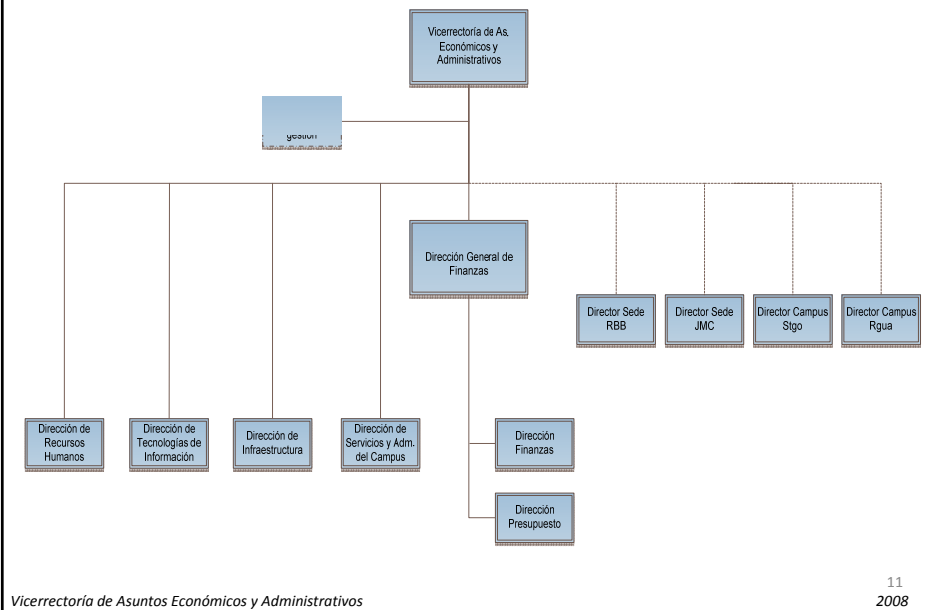 Vicerrectoría de As.
Económicos y
Administrativos
gestión
Dirección General de
Finanzas
Director Sede
RBB
Director Sede
JMC
Director Campus
Stgo
Director Campus
Rgua
Dirección de
Recursos
Humanos
Dirección de
Tecnologías de
Información
Dirección de
Infraestructura
Dirección de
Servicios y Adm.
del Campus
Dirección
Finanzas
Dirección
Presupuesto
11
Vicerrectoría de Asuntos Económicos y Administrativos
2008